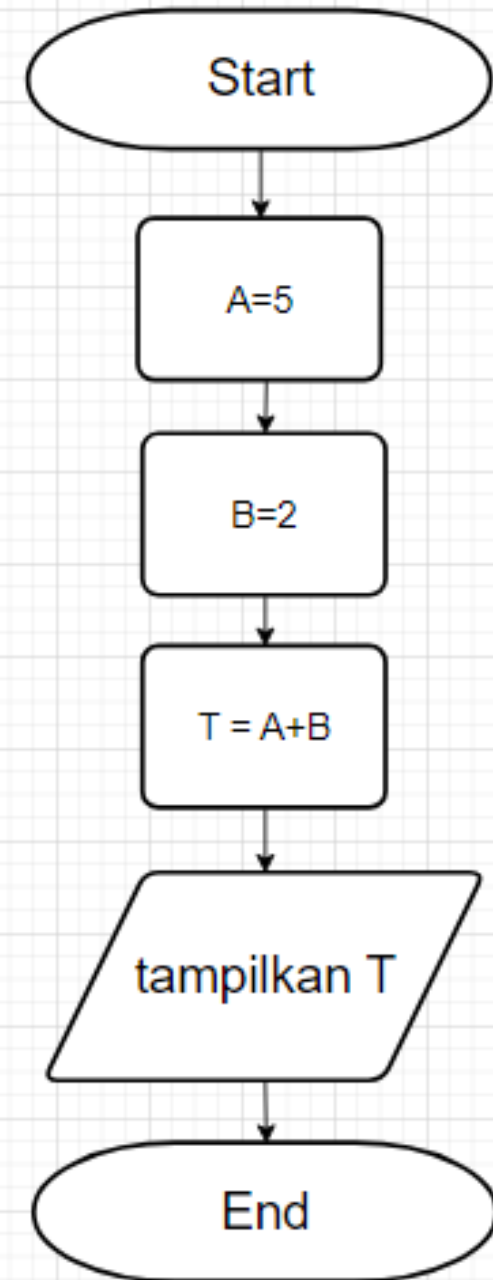 Start
A=5
B=2
T = A+B
tampilkan T
End